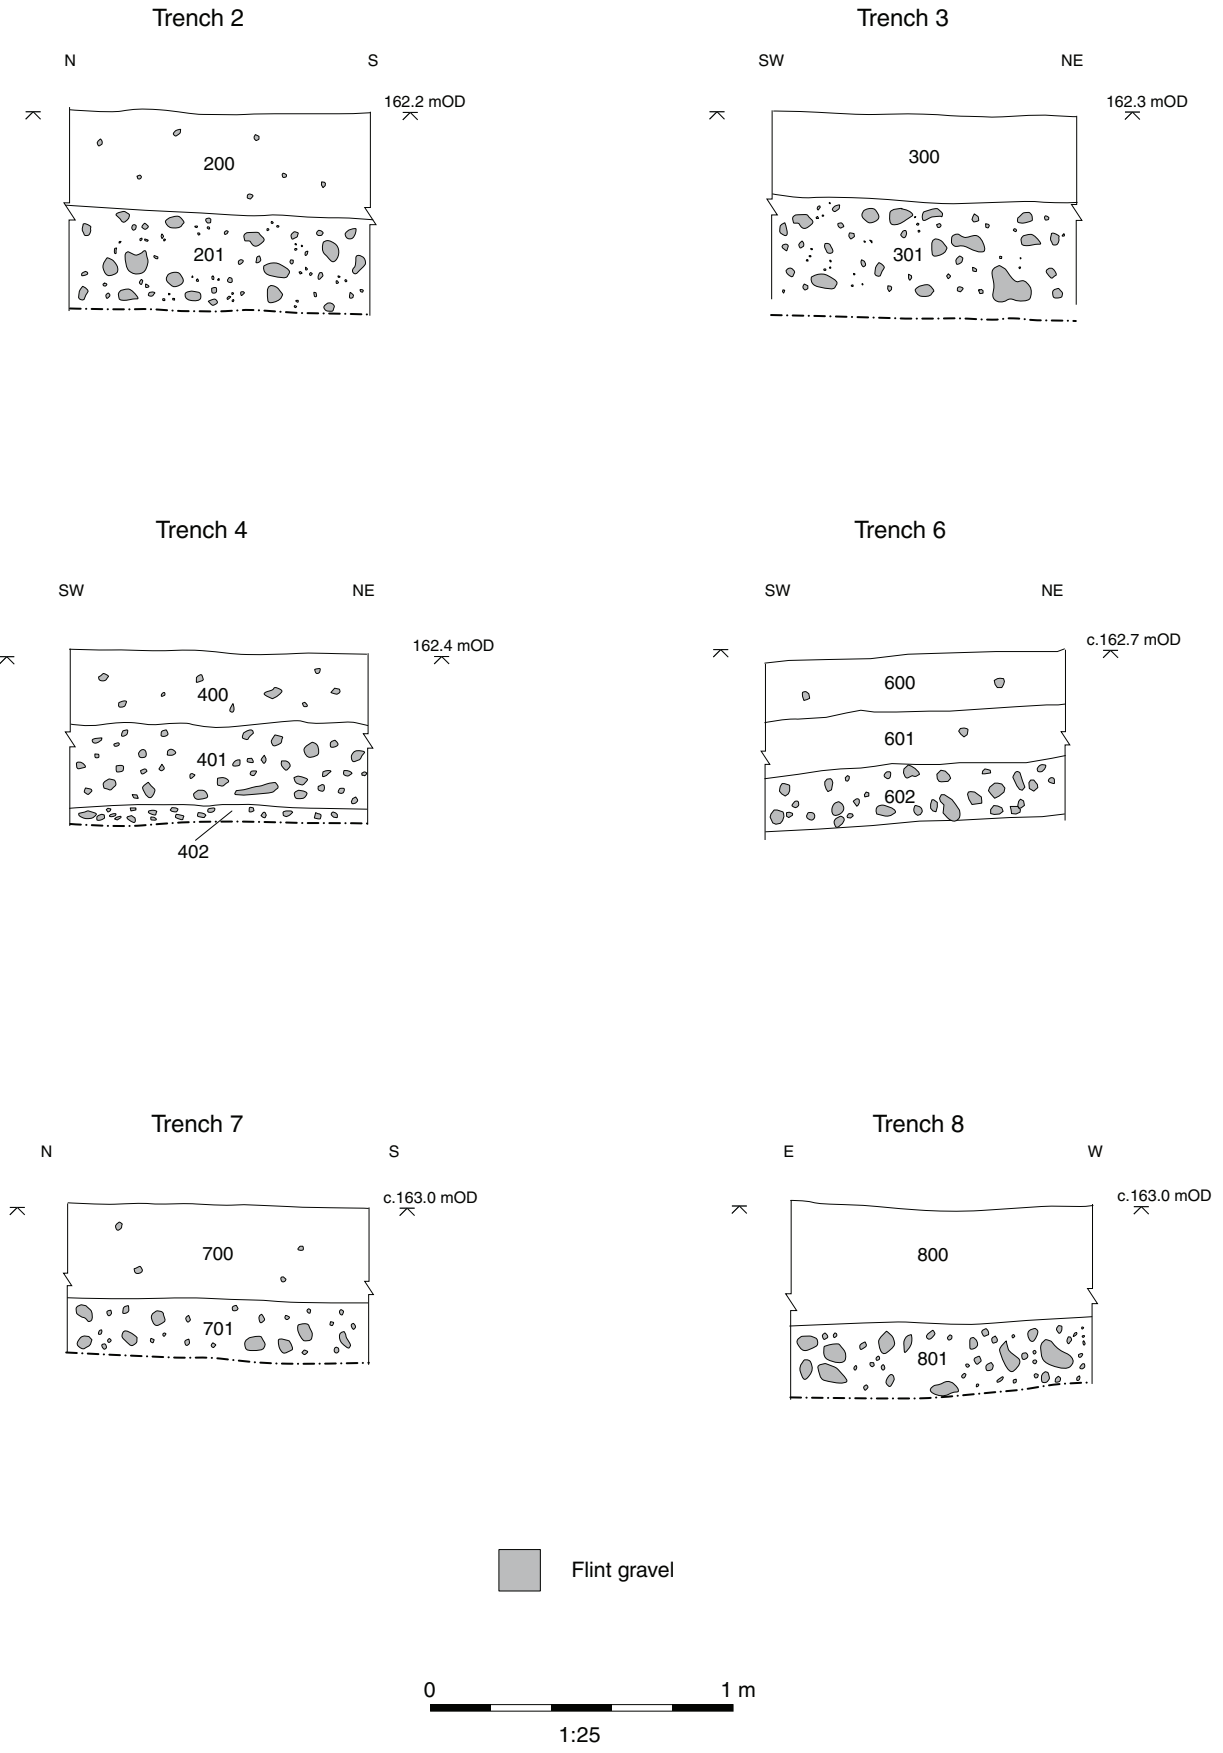 Trench 2
N S
162.2 mOD
200
201
Trench 3
SW NE
162.3 mOD
300
301
Trench 4
SW NE
162.4 mOD
400
401
402
Trench 6
SW NE
c.162.7 mOD
600
601
602
Trench 7
N S
c.163.0 mOD
700
701
Trench 8
E W
c.163.0 mOD
800
801
Flint gravel
0 1 m
1:25